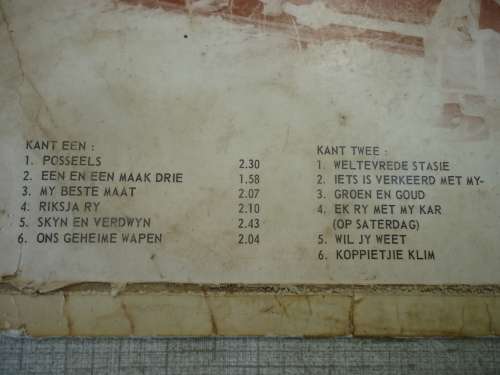 KANT EEN :
1. POSSEELS 2.30
2. EEN EN EEN MAAK DRIE 1.58
3. MY BESTE MAAT 2.07
4. RIKSJA RY 2.10
5. SKYN EN VERDWYN 2.43
6. ONS GEHEIME WAPEN 2.04
KANT TWEE :
1. WELTEVREDE STASIE
2. IETS IS VERKEERD MET MY-
3. GROEN EN GOUD
4. EK RY MET MY KAR
(OP SATERDAG)
5. WIL JY WEET
6. KOPPIETJIE KLIM